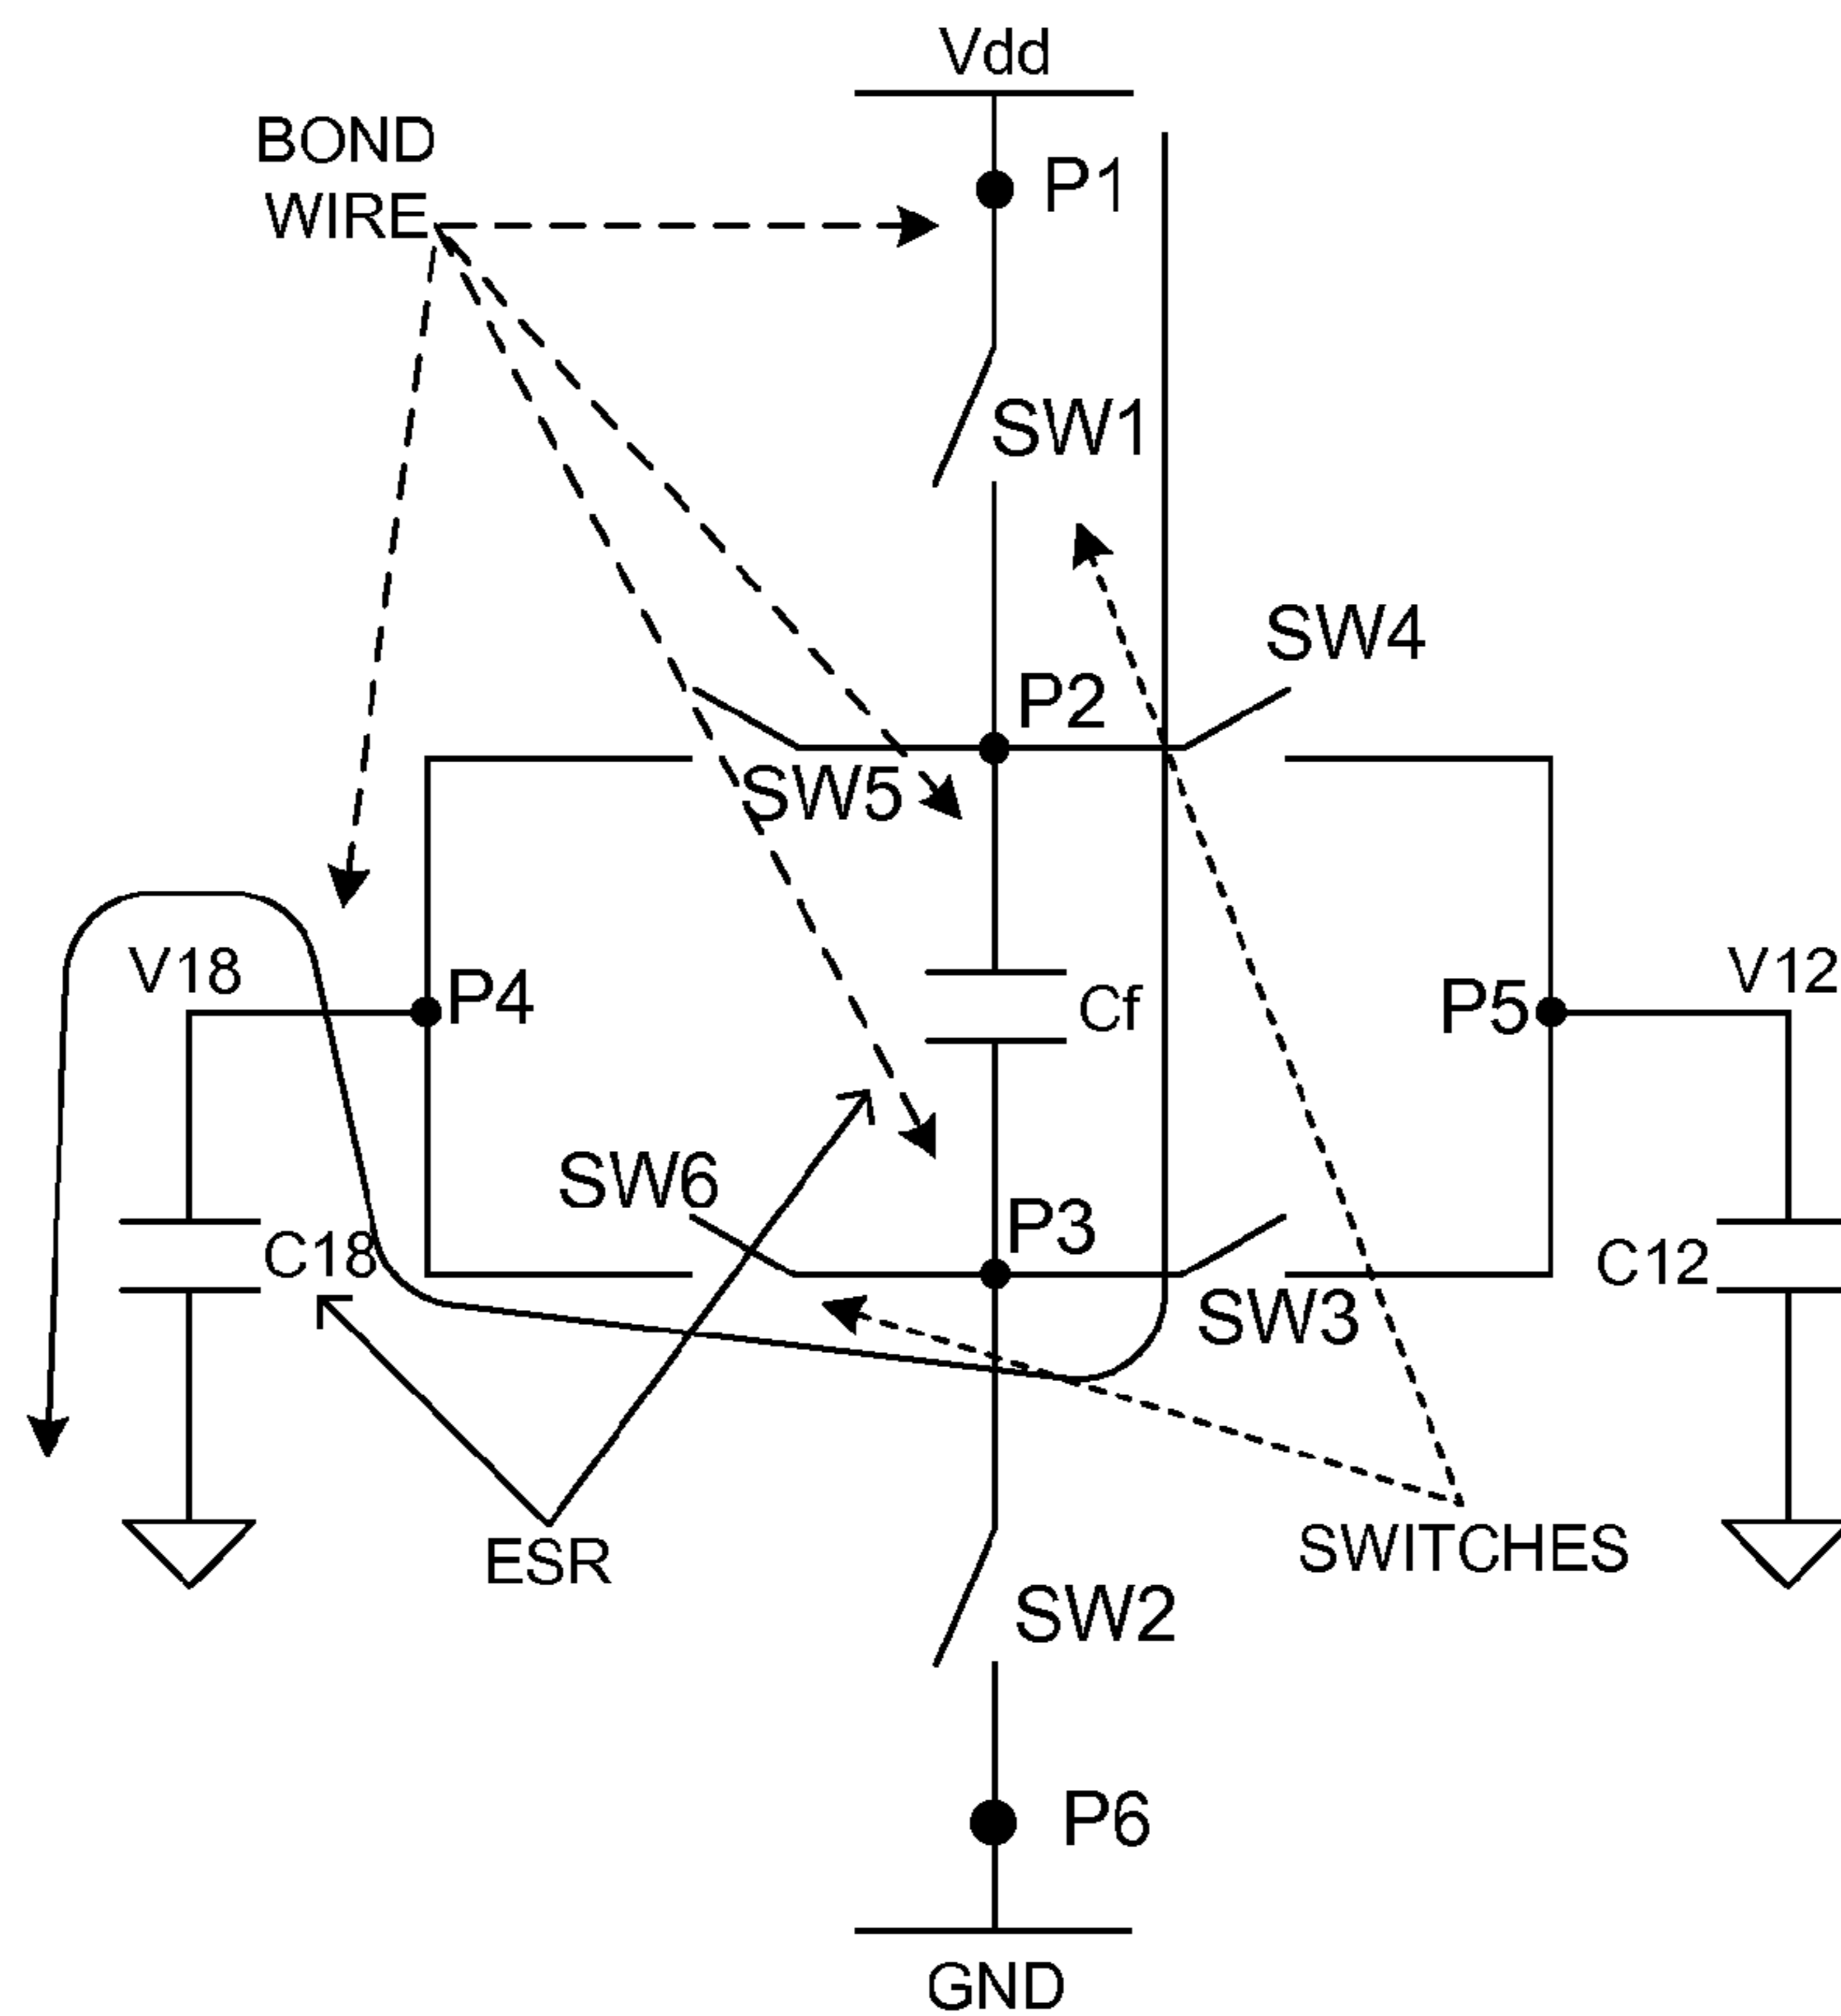 Vdd
BOND
WIRE
P1
SW1
SW4
P2
SW5
V18
P4
Cf
P5
V12
SW6
P3
C18
C12
SW3
ESR
SWITCHES
SW2
P6
GND